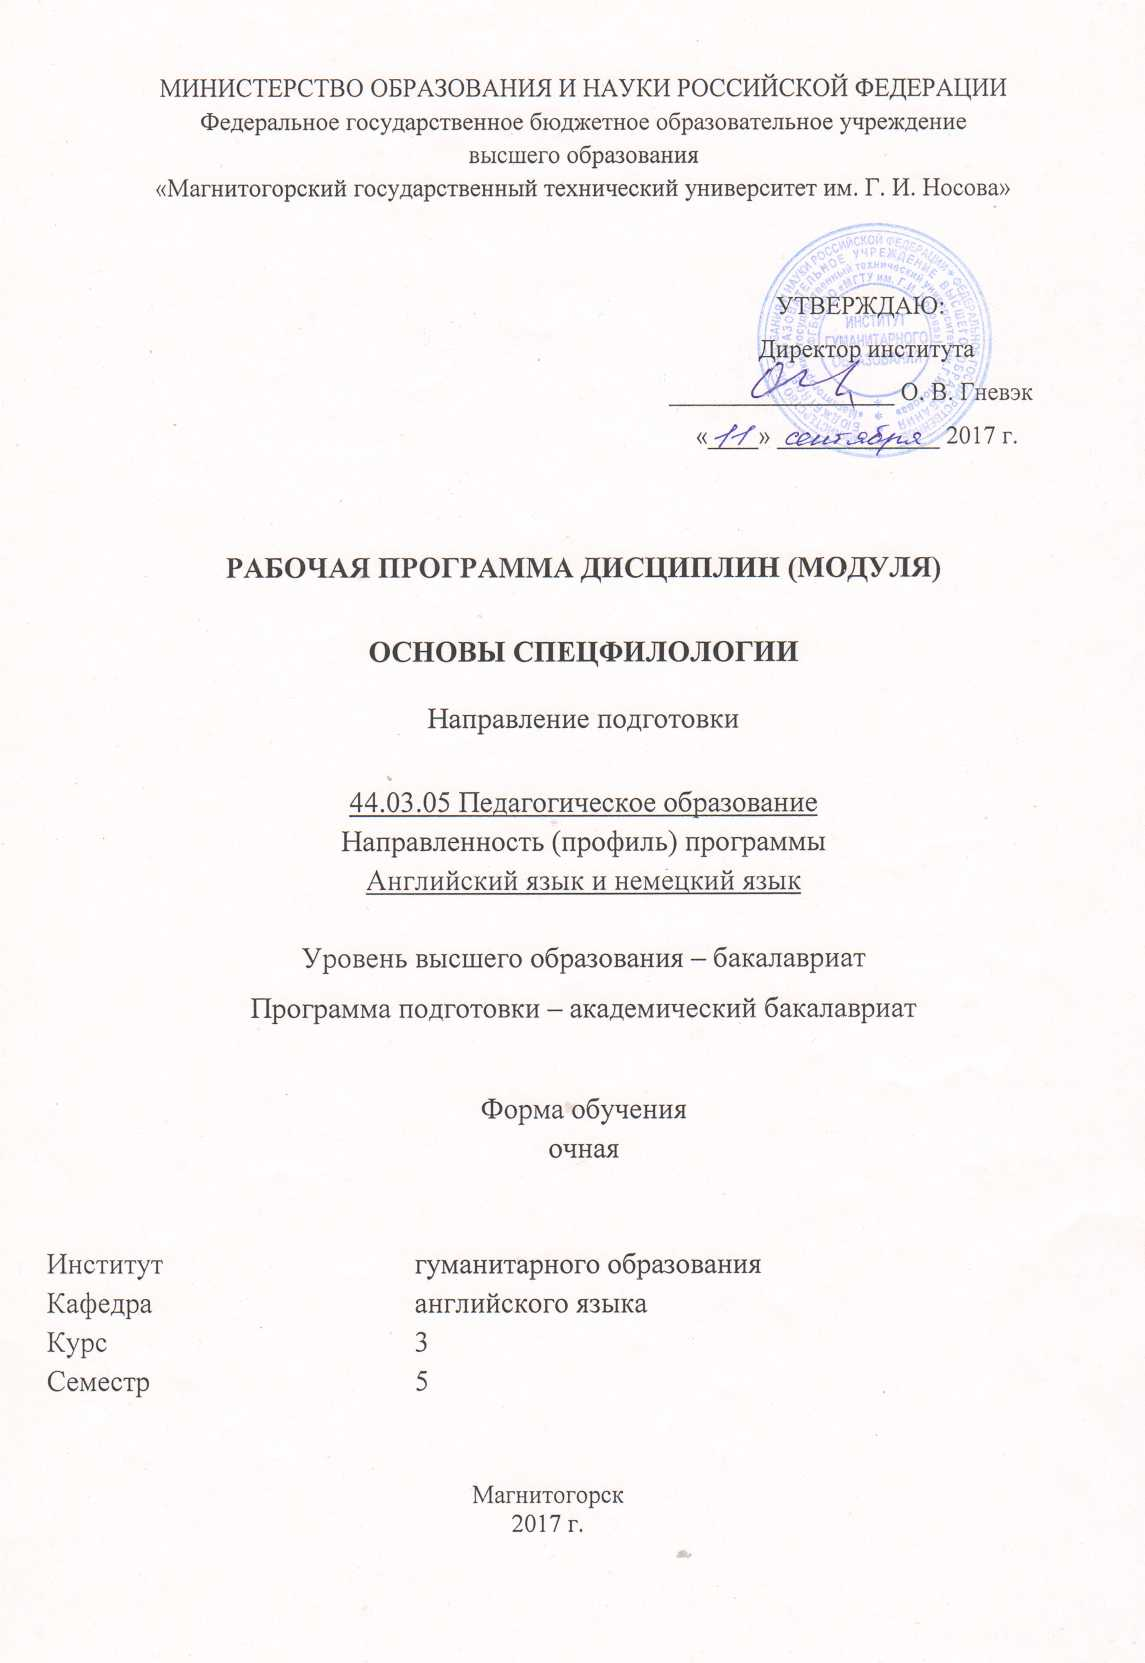 МИНИСТЕРСТВО ОБРАЗОВАНИЯ И НАУКИ РОССИЙСКОЙ ФЕДЕРАЦИИ
Федеральное государственное бюджетное образовательное учреждение
высшего образования
«Магнитогорский государственный технический университет им. Г. И. Носова»
УТВЕРЖДАЮ:
ИНСТИТУТ
ГУМАНИТАРНОГО
ОБРАЗОВАНИЯ
Директор института
О. В. Гневэк
«11» сентября 2017 г.
РАБОЧАЯ ПРОГРАММА ДИСЦИПЛИН (МОДУЛЯ)
ОСНОВЫ СПЕЦФИЛОЛОГИИ
Направление подготовки
44.03.05 Педагогическое образование
Направленность (профиль) программы
Английский язык и немецкий язык
Уровень высшего образования – бакалавриат
Программа подготовки – академический бакалавриат
Форма обучения
очная
Институт гуманитарного образования
Кафедра английского языка
Курс 3
Семестр 5
Магнитогорск
2017 г.